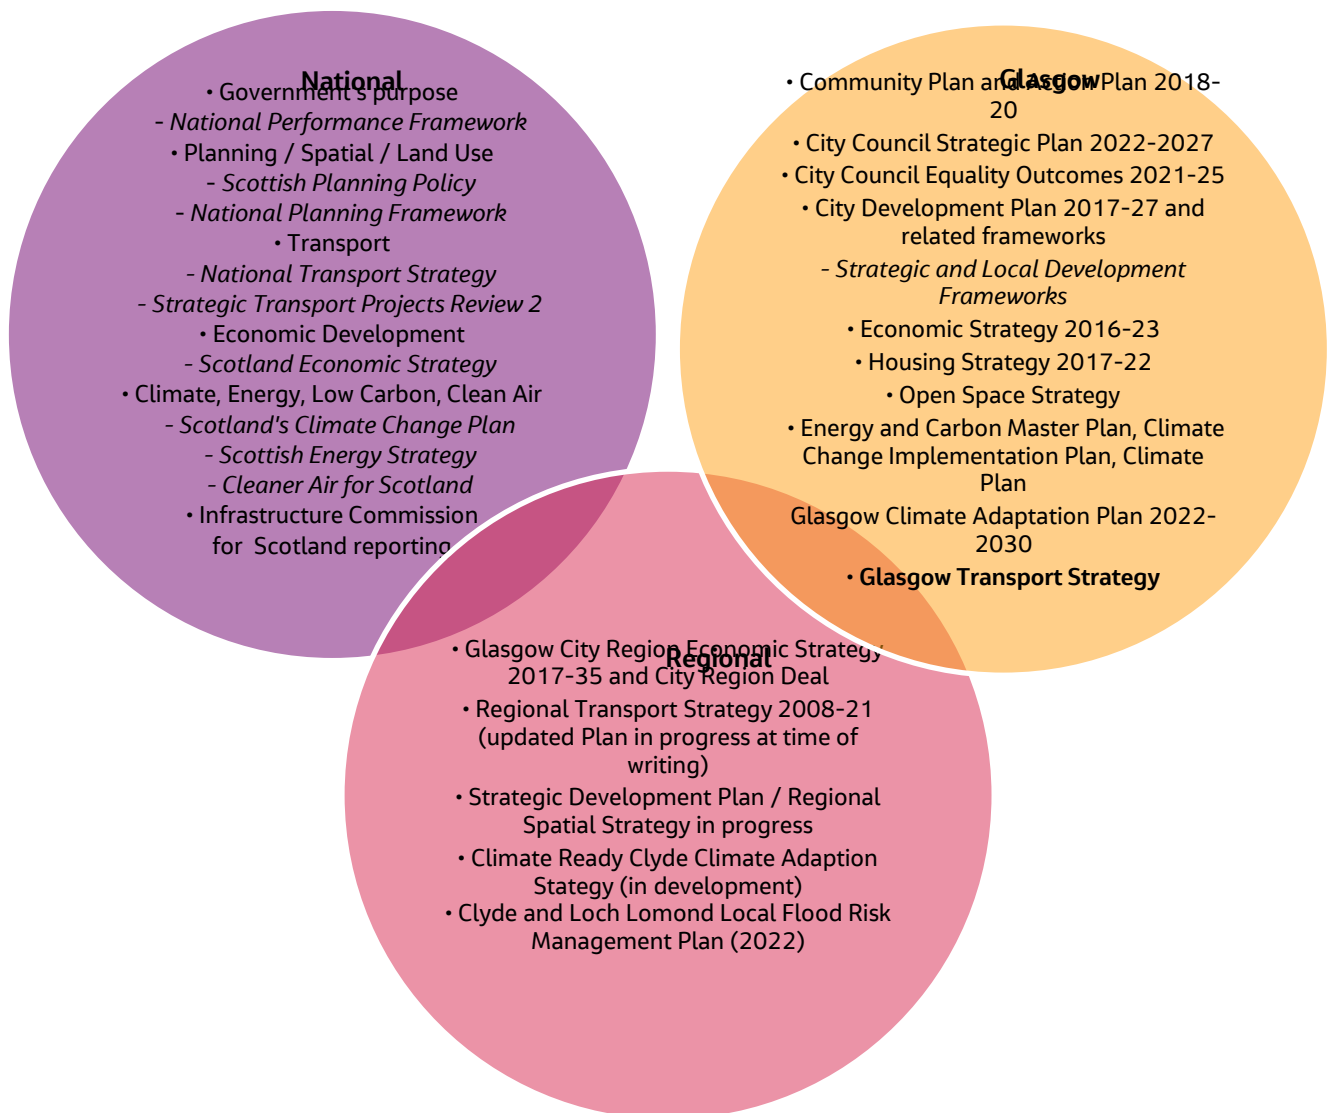 National
• Government's purpose
- National Performance Framework
• Planning / Spatial / Land Use
- Scottish Planning Policy
- National Planning Framework
• Transport
- National Transport Strategy
- Strategic Transport Projects Review 2
• Economic Development
- Scotland Economic Strategy
• Climate, Energy, Low Carbon, Clean Air
- Scotland's Climate Change Plan
- Scottish Energy Strategy
- Cleaner Air for Scotland
• Infrastructure Commission
for Scotland reporting
Glasgow
• Community Plan and Action Plan 2018-
20
• City Council Strategic Plan 2022-2027
• City Council Equality Outcomes 2021-25
• City Development Plan 2017-27 and
related frameworks
- Strategic and Local Development
Frameworks
• Economic Strategy 2016-23
• Housing Strategy 2017-22
• Open Space Strategy
• Energy and Carbon Master Plan, Climate
Change Implementation Plan, Climate
Plan
Glasgow Climate Adaptation Plan 2022-
2030
• Glasgow Transport Strategy
Regional
• Glasgow City Region Economic Strategy
2017-35 and City Region Deal
• Regional Transport Strategy 2008-21
(updated Plan in progress at time of
writing)
• Strategic Development Plan / Regional
Spatial Strategy in progress
• Climate Ready Clyde Climate Adaption
Stategy (in development)
• Clyde and Loch Lomond Local Flood Risk
Management Plan (2022)